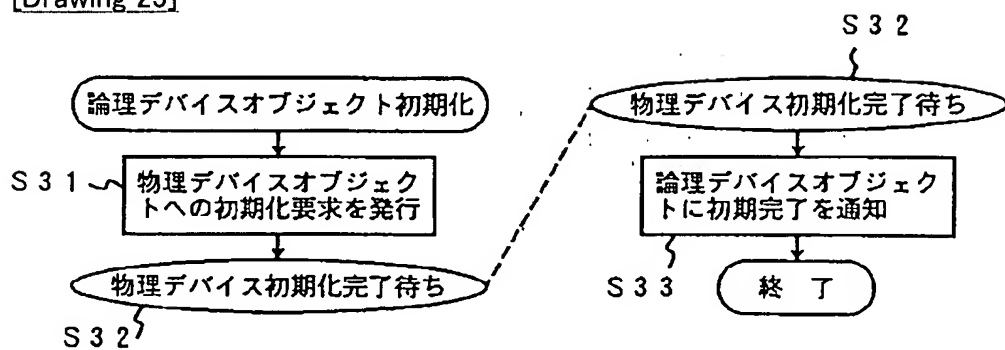 [Drawing 25]
論理デバイスオブジェクト初期化
S31
物理デバイスオブジェク
トへの初期化要求を発行
物理デバイス初期化完了待ち
S32
S32
物理デバイス初期化完了待ち
論理デバイスオブジェク
トに初期完了を通知
S33
終 了